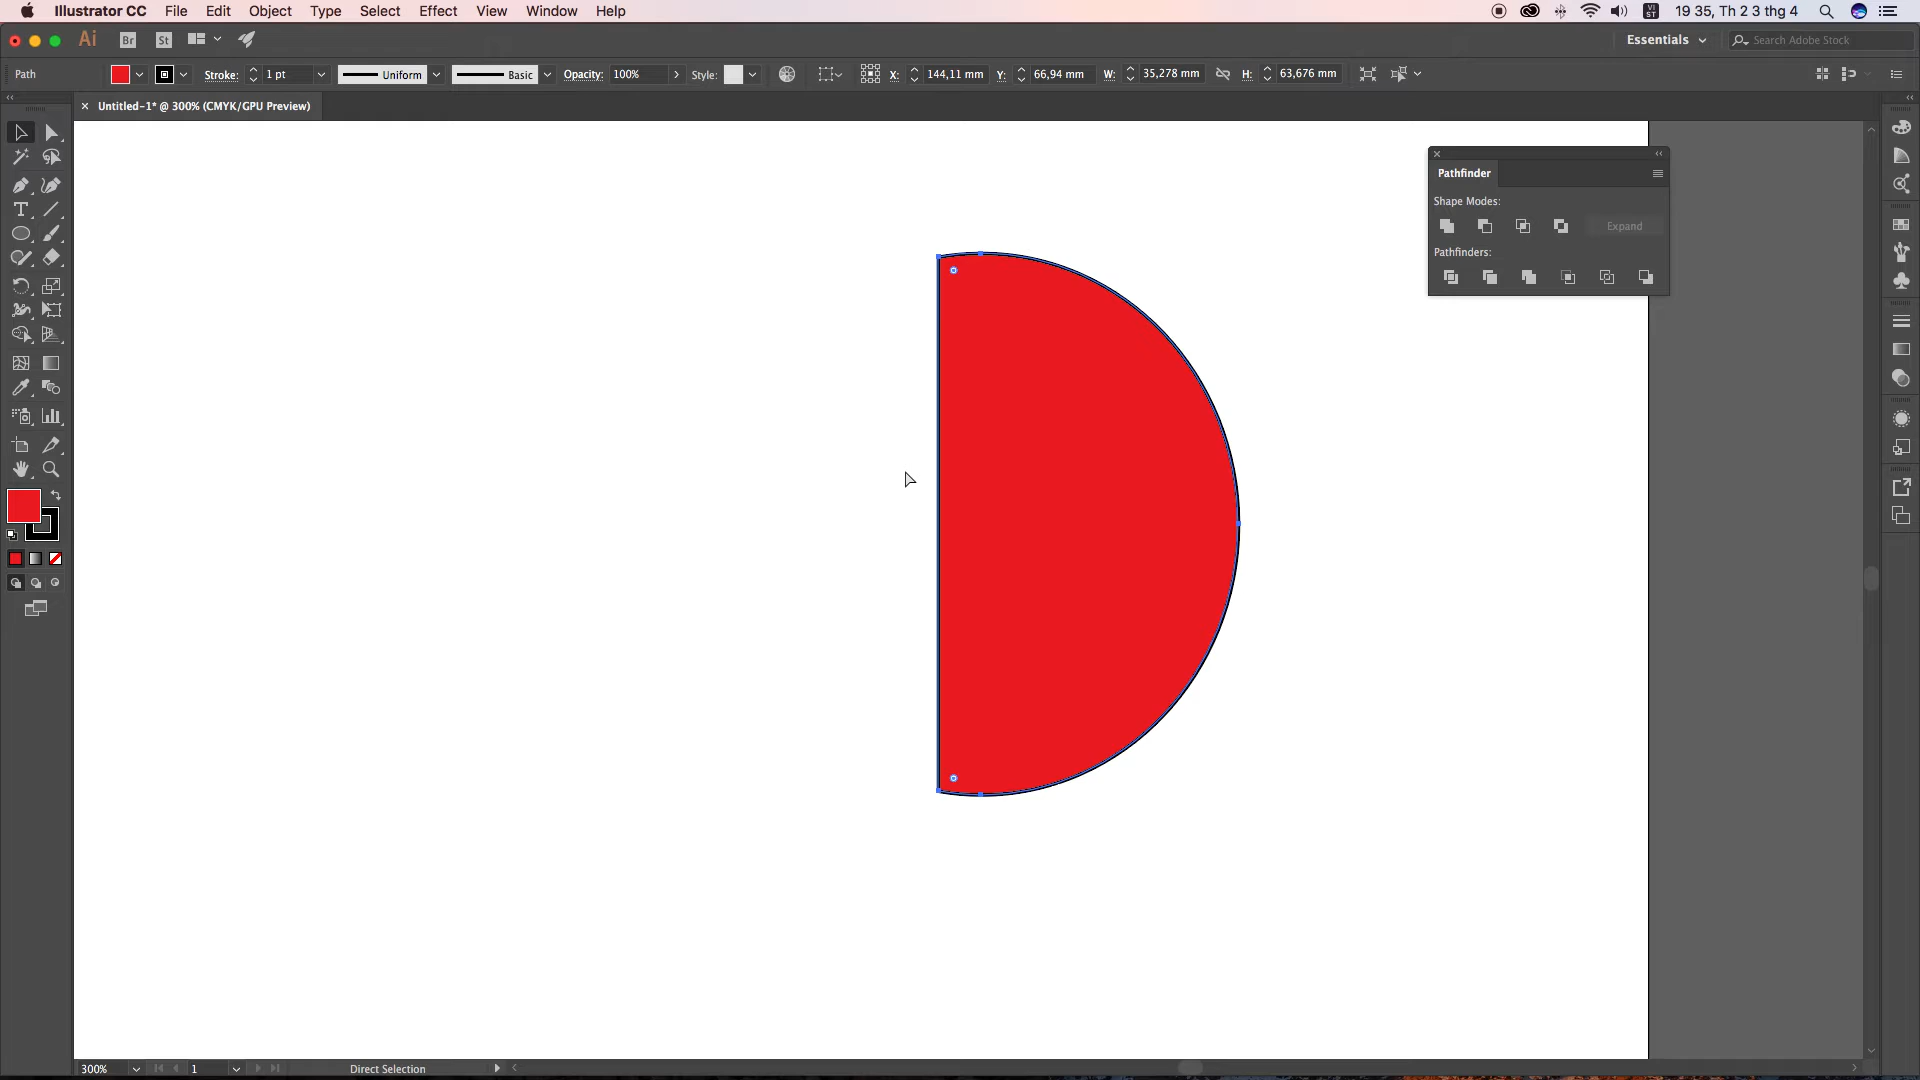 Illustrator CC File Edit Object Type Select Effect View Window Help VI ST 19 35, Th 2 3 thg 4
Ai Br St Essentials Search Adobe Stock
Path Stroke: 1 pt Uniform Basic Opacity: 100% Style: X: 144,11 mm Y: 66,94 mm W: 35,278 mm H: 63,676 mm
Untitled-1* @ 300% (CMYK/GPU Preview)
Pathfinder
Shape Modes:
Expand
Pathfinders:
300% 1 Direct Selection